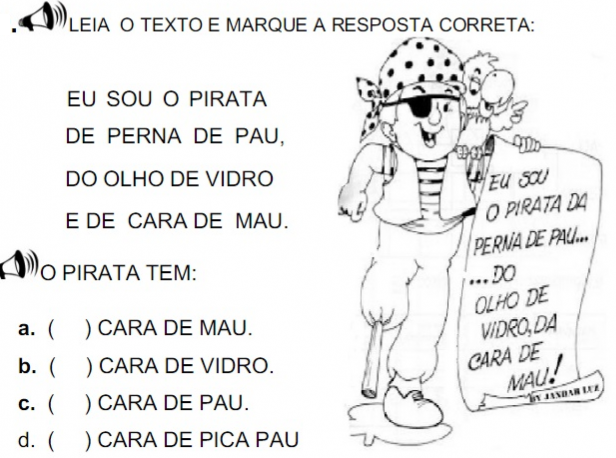 LEIA O TEXTO E MARQUE A RESPOSTA CORRETA:
EU SOU O PIRATA
DE PERNA DE PAU,
DO OLHO DE VIDRO
E DE CARA DE MAU.
O PIRATA TEM:
a. ( ) CARA DE MAU.
b. ( ) CARA DE VIDRO.
c. ( ) CARA DE PAU.
d. ( ) CARA DE PICA PAU
EU SOU
O PIRATA DA
PERNA DE PAU...
...DO
OLHO DE
VIDRO, DA
CARA DE
MAU!
BY JANDAR LUZ